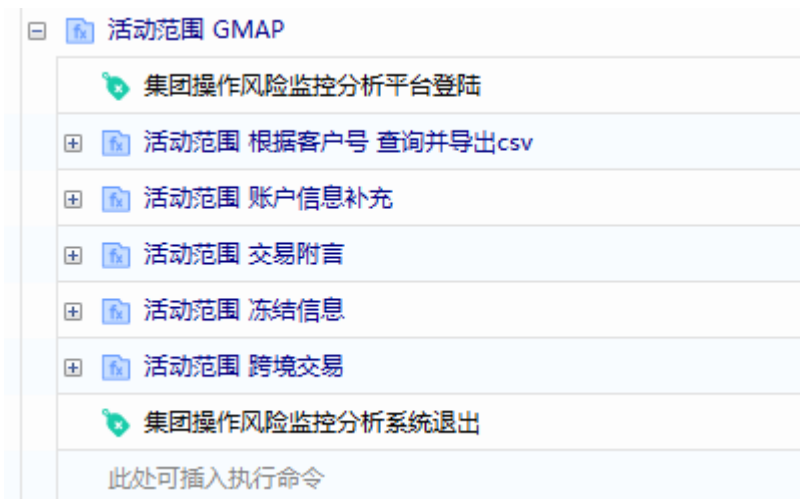 活动范围 GMAP
集团操作风险监控分析平台登陆
活动范围 根据客户号 查询并导出csv
活动范围 账户信息补充
活动范围 交易附言
活动范围 冻结信息
活动范围 跨境交易
集团操作风险监控分析系统退出
此处可插入执行命令